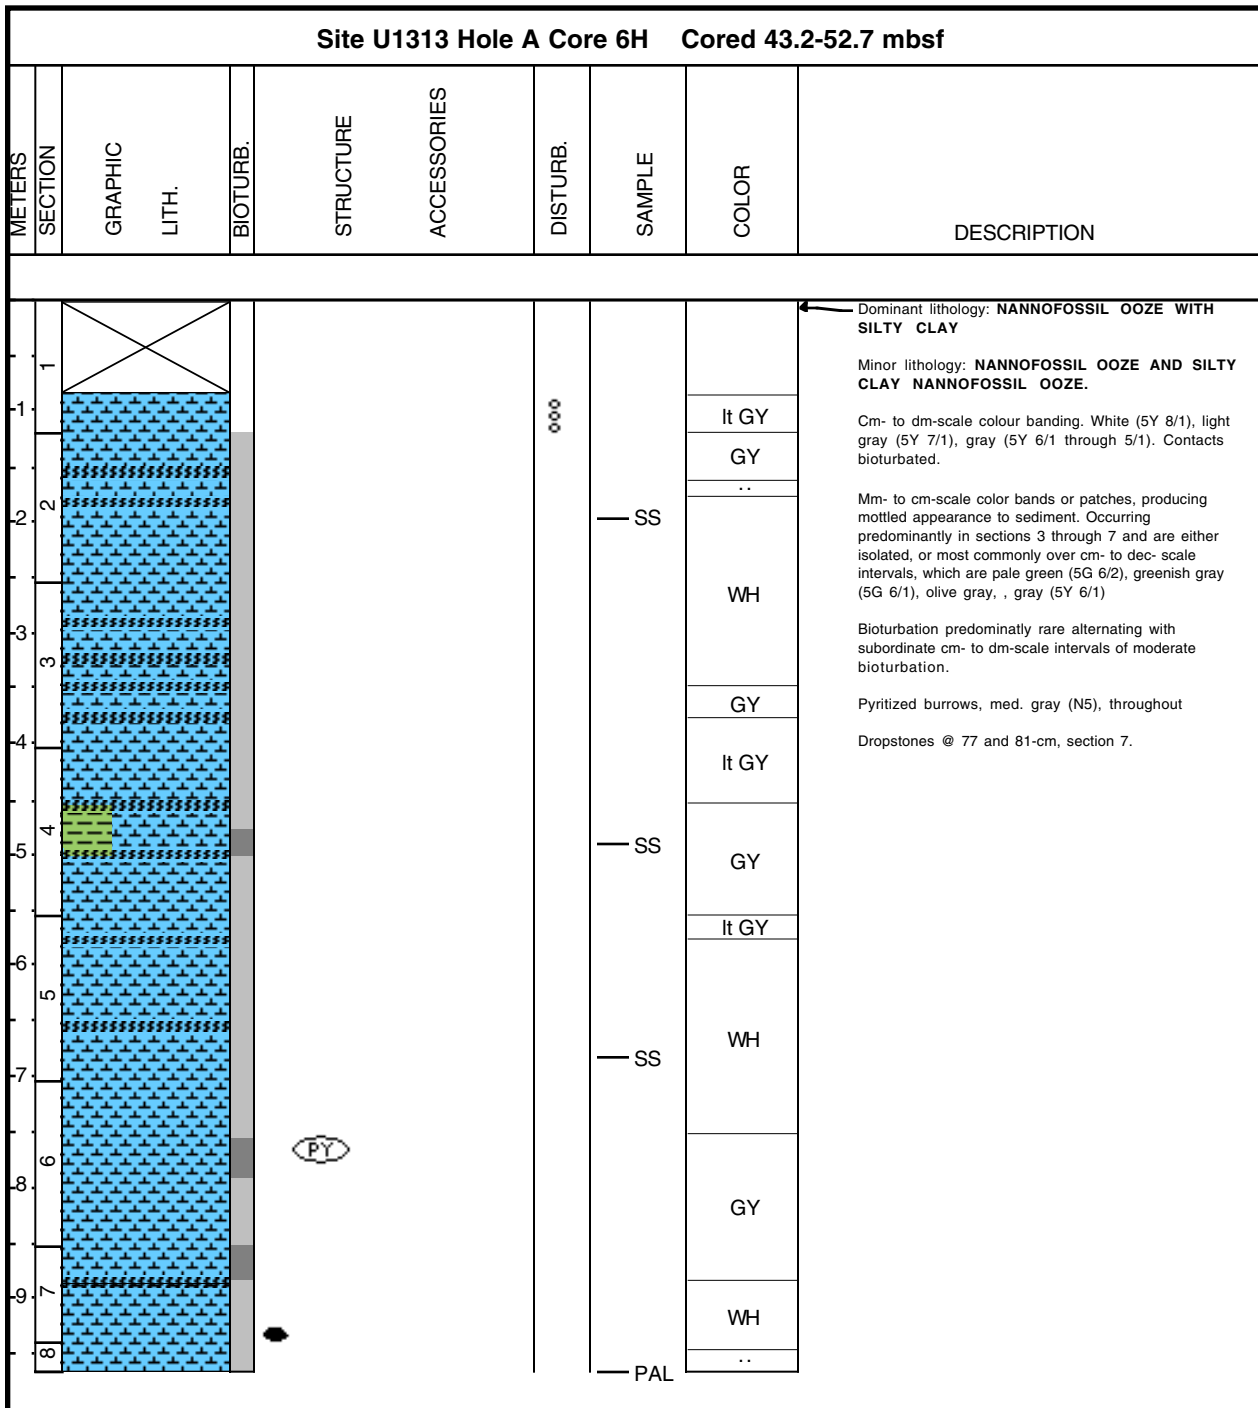 Site U1313 Hole A Core 6H Cored 43.2-52.7 mbsf
METERS
SECTION
GRAPHIC
LITH.
BIOTURB.
STRUCTURE
ACCESSORIES
DISTURB.
SAMPLE
COLOR
DESCRIPTION
1
2
3
4
5
6
7
8
9
1
2
3
4
5
6
7
8
PY
SS
SS
SS
PAL
lt GY
GY
..
WH
GY
lt GY
GY
lt GY
WH
GY
WH
..
Dominant lithology: NANNOFOSSIL OOZE WITH
SILTY CLAY
Minor lithology: NANNOFOSSIL OOZE AND SILTY
CLAY NANNOFOSSIL OOZE.
Cm- to dm-scale colour banding. White (5Y 8/1), light
gray (5Y 7/1), gray (5Y 6/1 through 5/1). Contacts
bioturbated.
Mm- to cm-scale color bands or patches, producing
mottled appearance to sediment. Occurring
predominantly in sections 3 through 7 and are either
isolated, or most commonly over cm- to dec- scale
intervals, which are pale green (5G 6/2), greenish gray
(5G 6/1), olive gray, , gray (5Y 6/1)
Bioturbation predominatly rare alternating with
subordinate cm- to dm-scale intervals of moderate
bioturbation.
Pyritized burrows, med. gray (N5), throughout
Dropstones @ 77 and 81-cm, section 7.